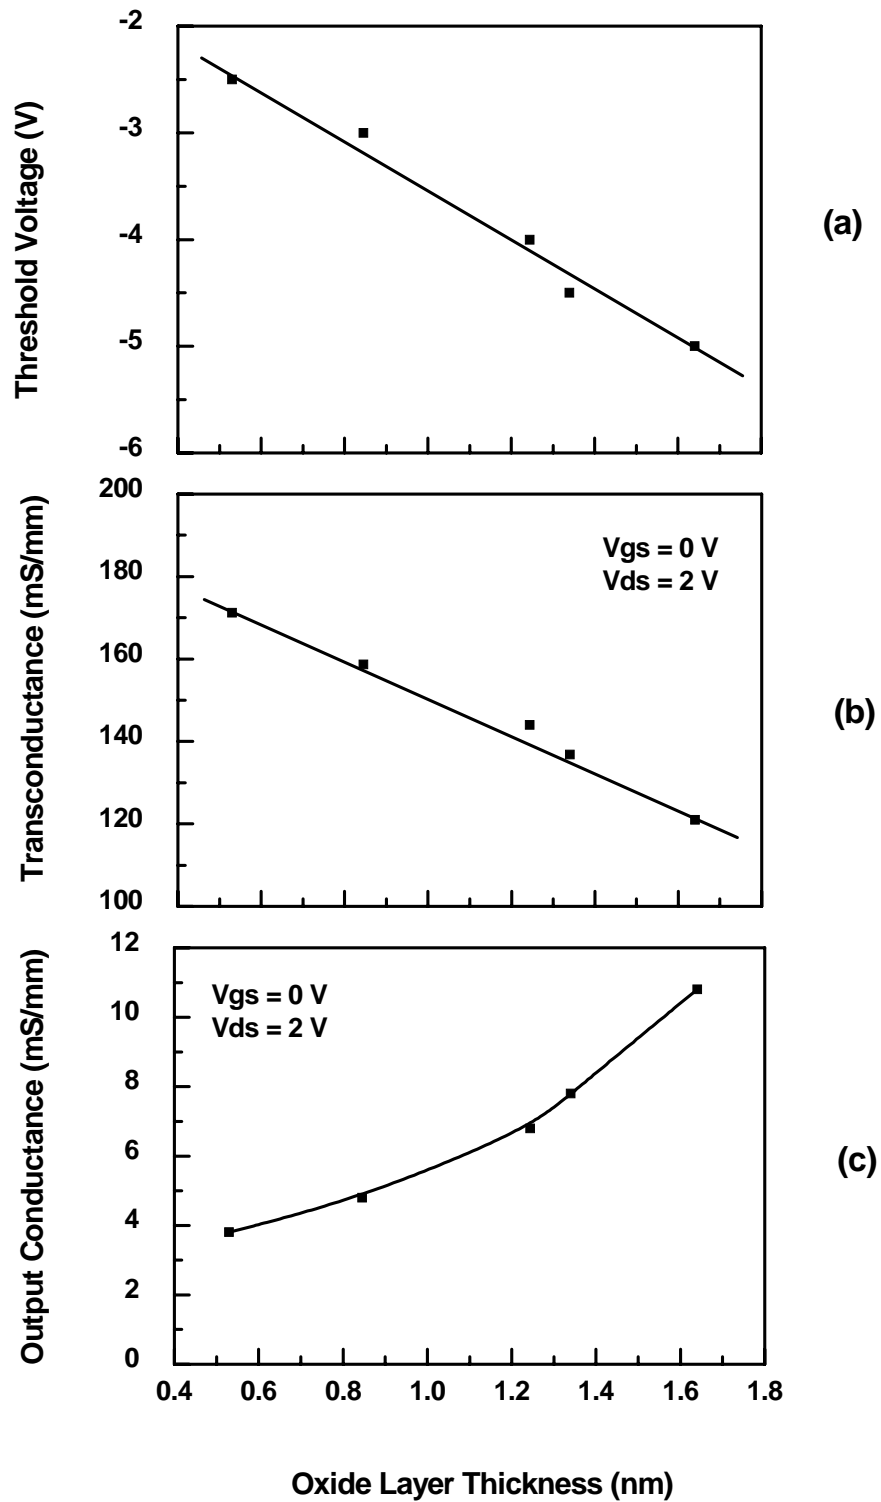 -2
-3
-4
-5
-6
Threshold Voltage (V)
(a)
200
180
160
140
120
100
Transconductance (mS/mm)
Vgs = 0 V
Vds = 2 V
(b)
12
10
8
6
4
2
0
Output Conductance (mS/mm)
Vgs = 0 V
Vds = 2 V
(c)
0.4 0.6 0.8 1.0 1.2 1.4 1.6 1.8
Oxide Layer Thickness (nm)